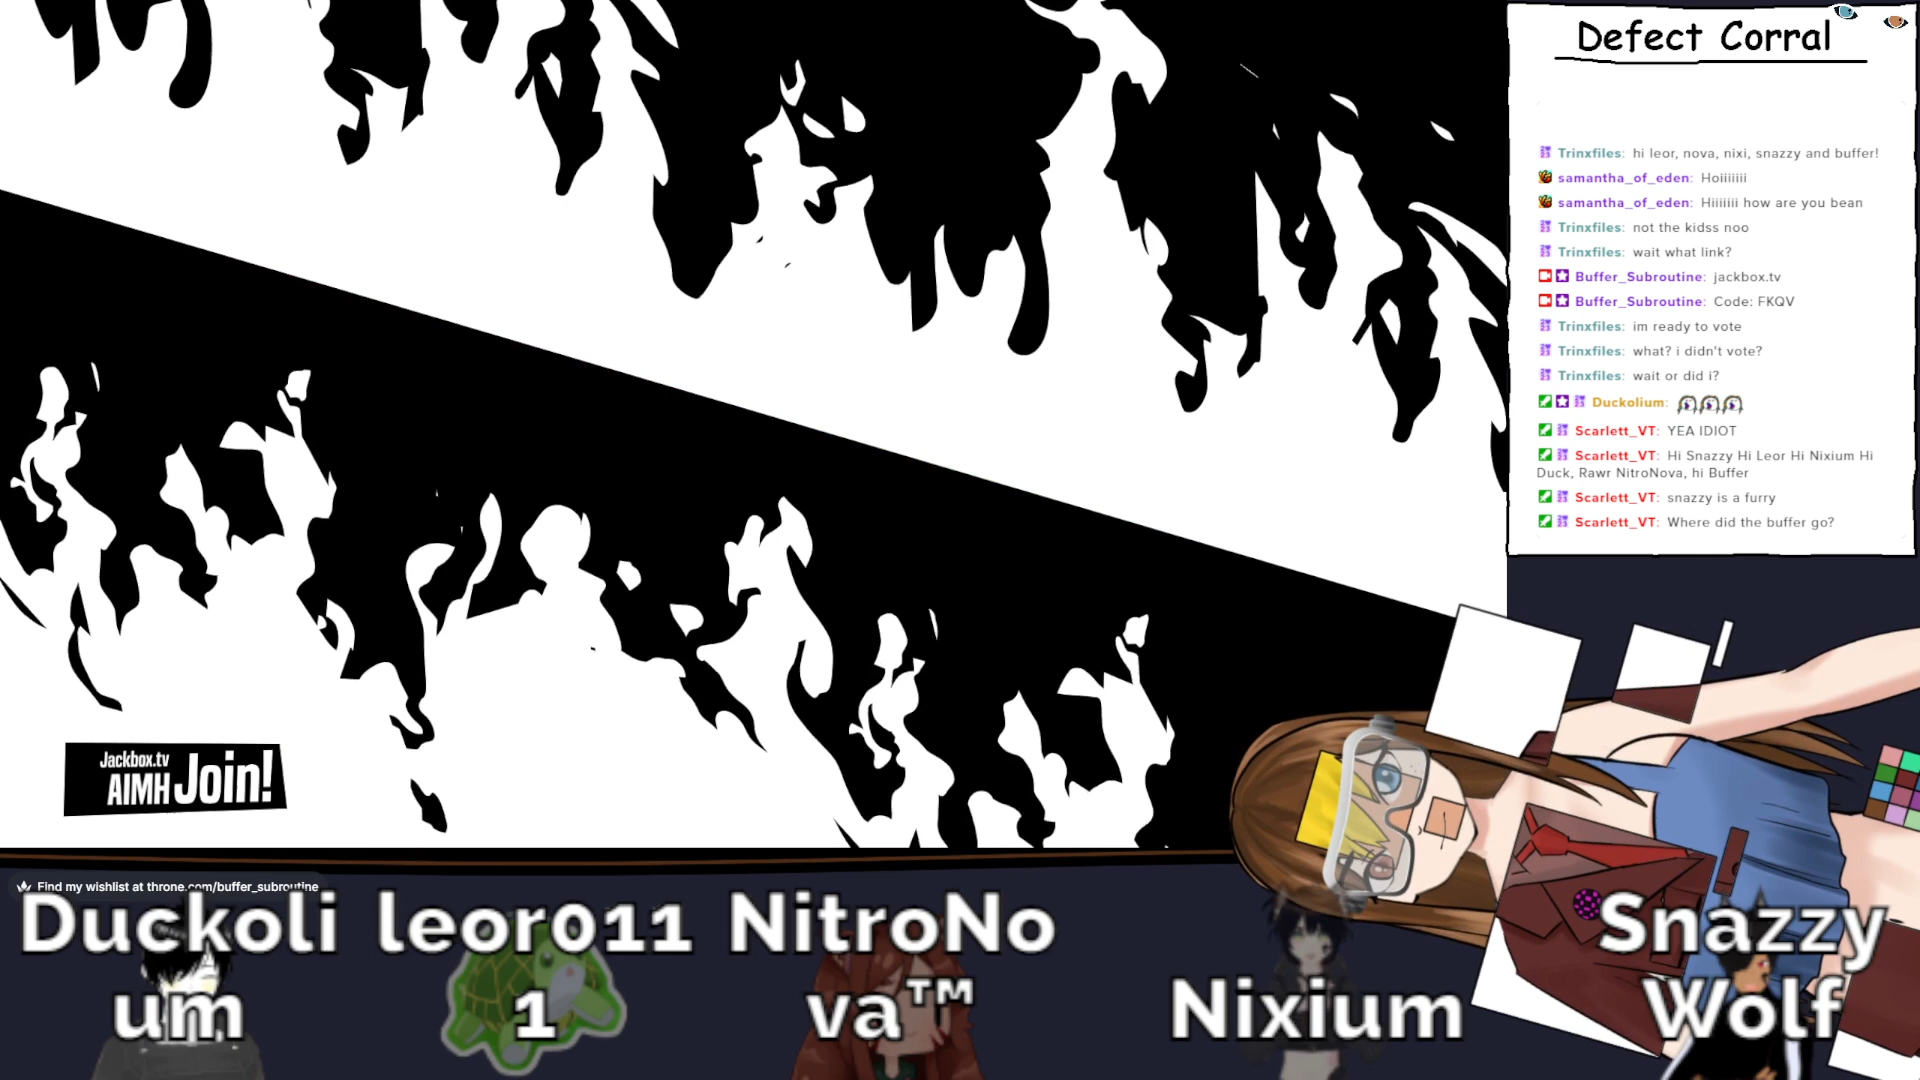 Defect Corral
Trinxfiles: hi leor, nova, nixi, snazzy and buffer!
samantha_of_eden: Hoiiiiiii
samantha_of_eden: Hiiiiiii how are you bean
Trinxfiles: not the kidss noo
Trinxfiles: wait what link?
Buffer_Subroutine: jackbox.tv
Buffer_Subroutine: Code: FKQV
Trinxfiles: im ready to vote
Trinxfiles: what? i didn't vote?
Trinxfiles: wait or did i?
Duckolium:
Scarlett_VT: YEA IDIOT
Scarlett_VT: Hi Snazzy Hi Leor Hi Nixium Hi
Duck, Rawr NitroNova, hi Buffer
Scarlett_VT: snazzy is a furry
Scarlett_VT: Where did the buffer go?
Jackbox.tv
AIMH Join!
Find my wishlist at throne.com/buffer_subroutine
Duckoli
um
leor011
1
NitroNo
va™
Nixium
Snazzy
Wolf